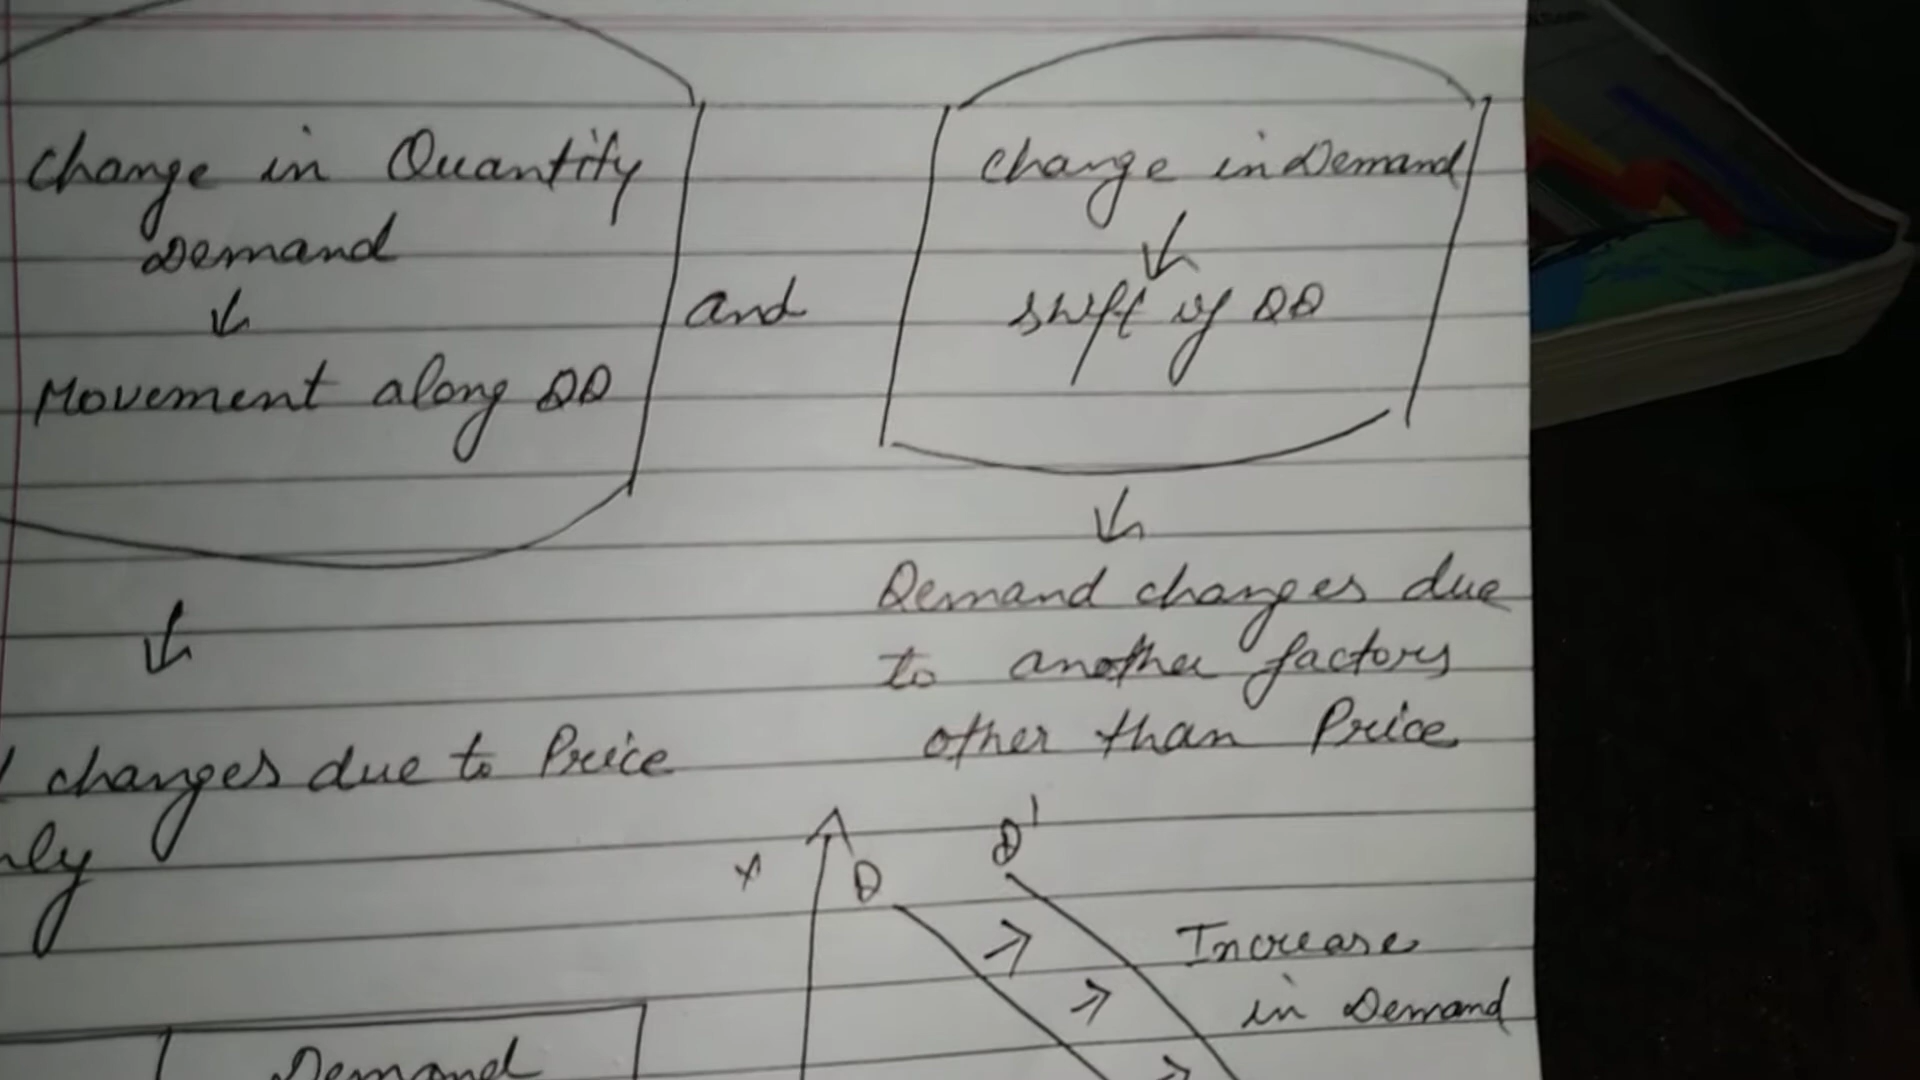 Change in Quantity
Demand
Movement along DD
and
Change in Demand
shift of DD
changes due to Price
Demand changes due
to another factors
other than Price
D
D'
Increase
in Demand
Demand